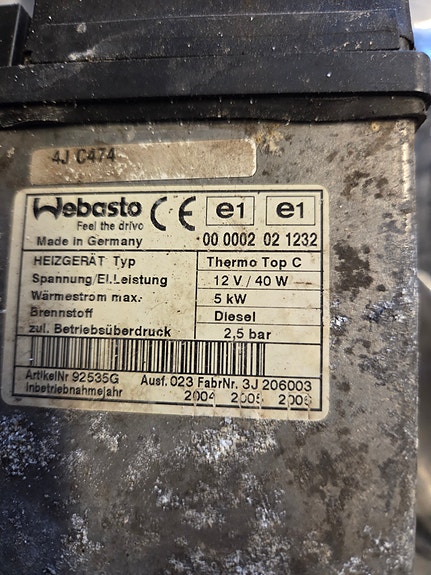 4J C474
Webasto CE e1 e1
Feel the drive
Made in Germany 00 0002 02 1232
HEIZGERÄT Typ Thermo Top C
Spannung/El.Leistung 12 V / 40 W
Wärmestrom max. 5 kW
Brennstoff Diesel
zul. Betriebsüberdruck 2,5 bar
ArtikelNr 92535G Ausf. 023 FabrNr. 3J 206003
Inbetriebnahmejahr 2004 2005 2006